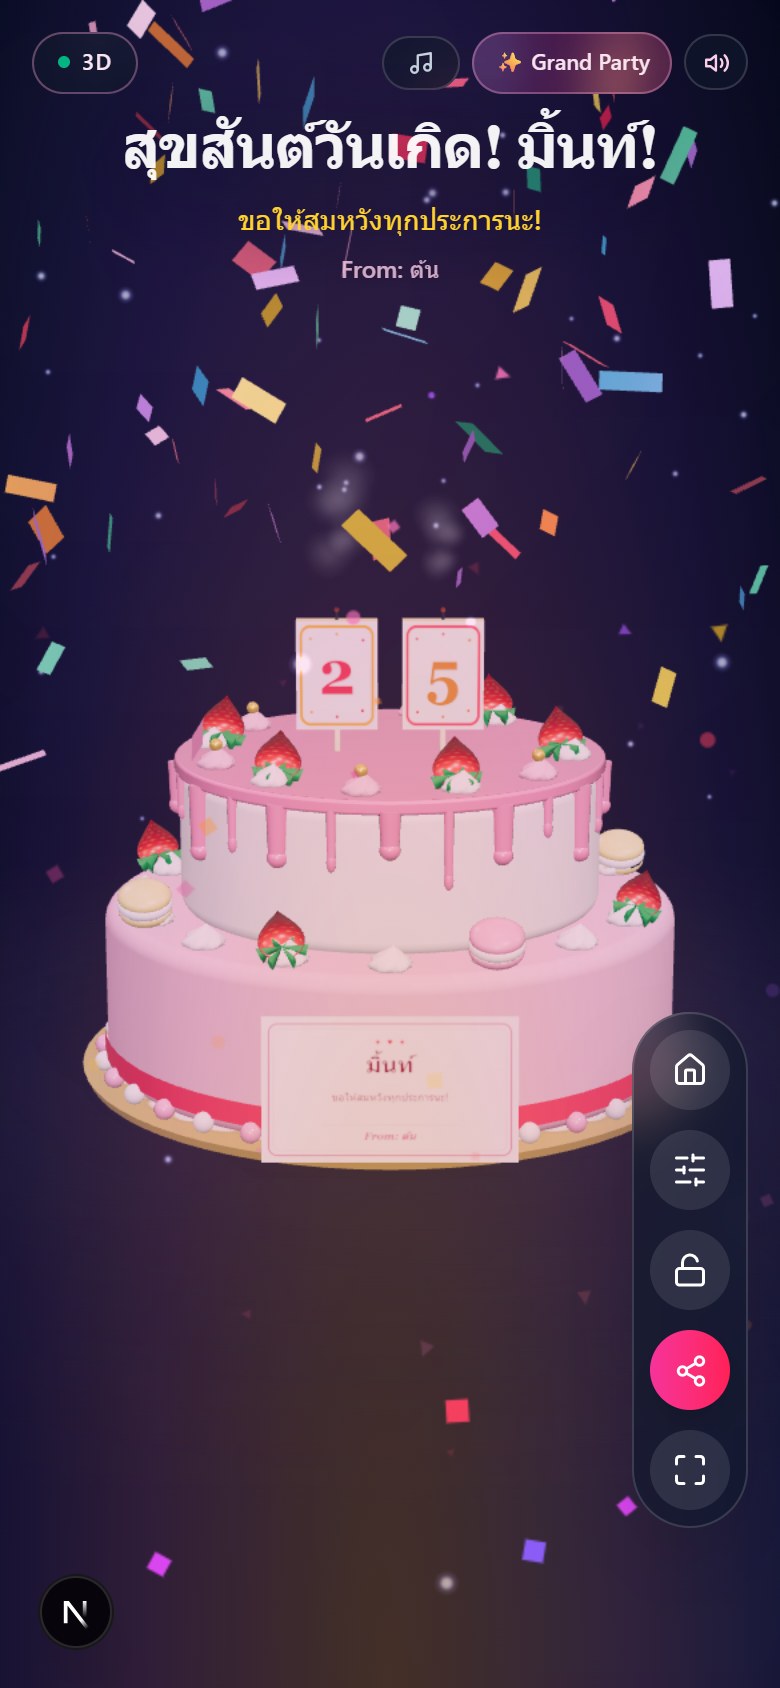 3D
✨ Grand Party
สุขสันต์วันเกิด! มิ้นท์!
ขอให้สมหวังทุกประการนะ!
From: ต้น
2 5
มิ้นท์
ขอให้สมหวังทุกประการนะ!
From: ต้น
N